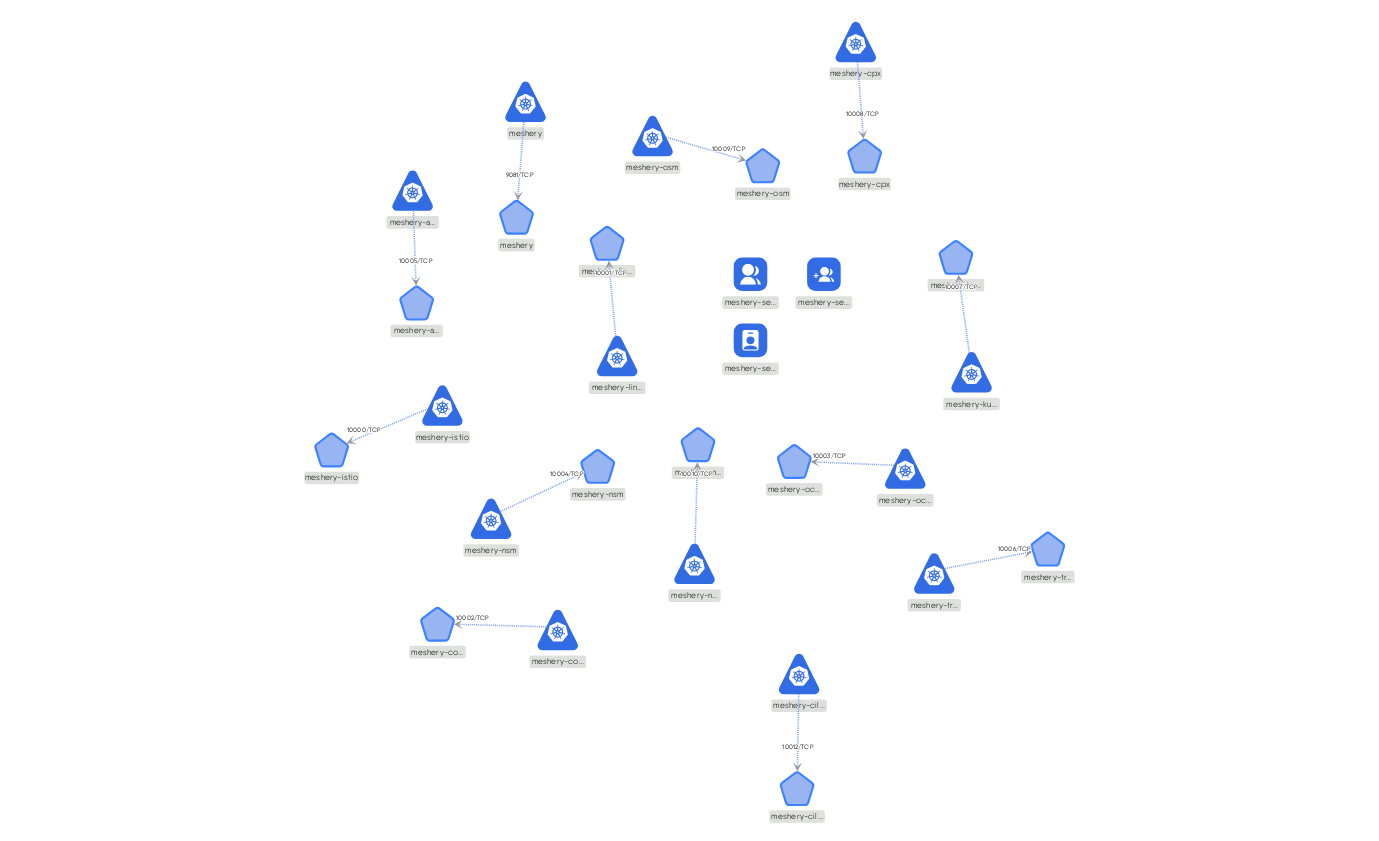 meshery-cpx
10008/TCP
meshery-cpx
meshery
9081/TCP
meshery
meshery-osm
10009/TCP
meshery-osm
meshery-a...
10005/TCP
meshery-a...
10001/TCP
meshery-lin...
meshery-se...
meshery-se...
meshery-se...
10007/TCP
meshery-ku...
meshery-istio
10000/TCP
meshery-istio
10004/TCP
meshery-nsm
meshery-nsm
10010/TCP
meshery-n...
10003/TCP
meshery-oc...
meshery-oc...
10006/TCP
meshery-tr...
meshery-tr...
10002/TCP
meshery-co...
meshery-co...
meshery-cil...
10012/TCP
meshery-cil...